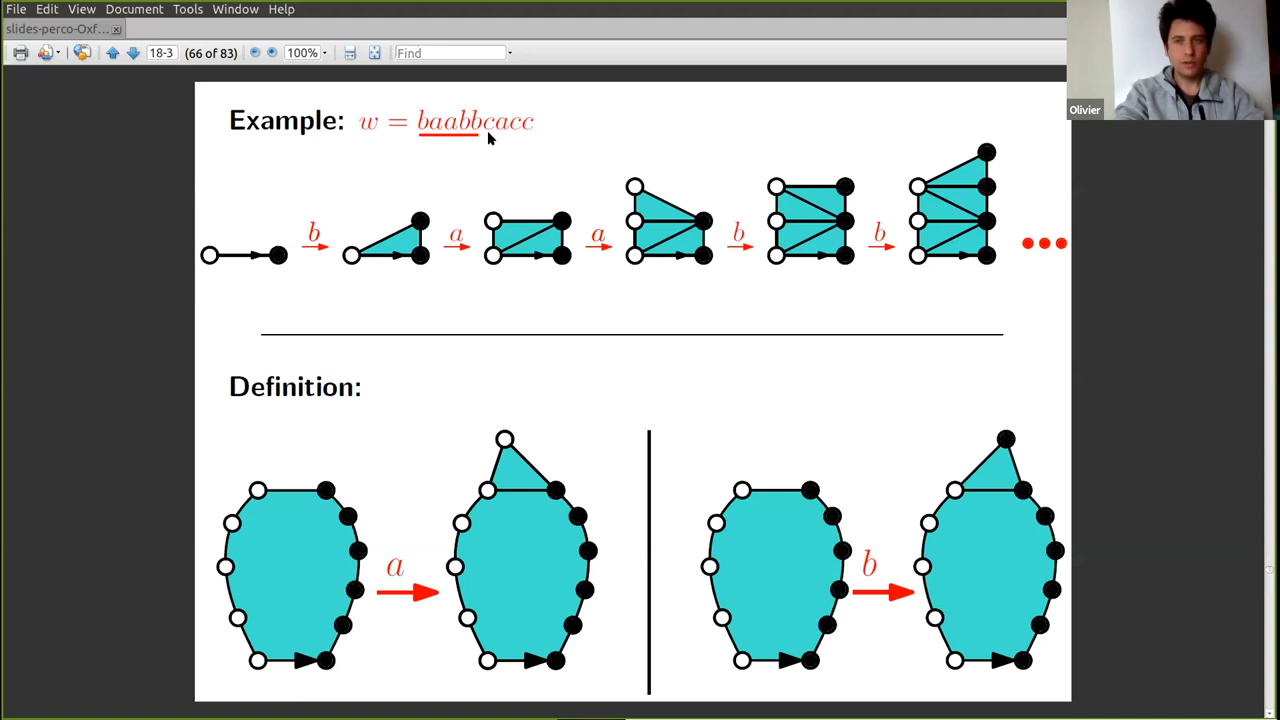 File Edit View Document Tools Windows Help
slides-perco-Oxf...
18-3 (66 of 83) 100% Find
Olivier
Example: w = baabbcacc
b a a b b
Definition:
a b